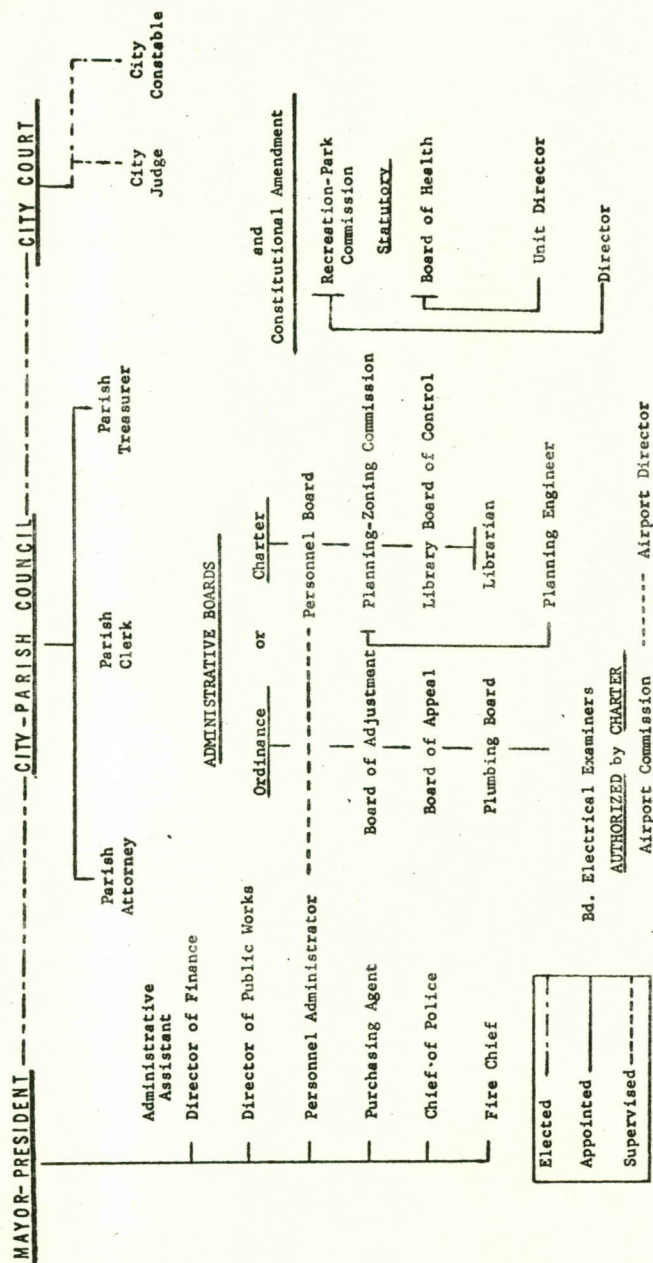 MAYOR-PRESIDENT
CITY-PARISH COUNCIL
CITY COURT
Parish
Attorney
Parish
Clerk
Parish
Treasurer
City
Judge
City
Constable
Administrative
Assistant
Director of Finance
Director of Public Works
Personnel Administrator
Purchasing Agent
Chief of Police
Fire Chief
ADMINISTRATIVE BOARDS
Ordinance or Charter
and
Constitutional Amendment
Personnel Board
Board of Adjustment
Board of Appeal
Plumbing Board
Bd. Electrical Examiners
Planning-Zoning Commission
Library Board of Control
Librarian
Planning Engineer
Recreation-Park
Commission
Statutory
Board of Health
Unit Director
Director
AUTHORIZED by CHARTER
Airport Commission Airport Director
Elected
Appointed
Supervised